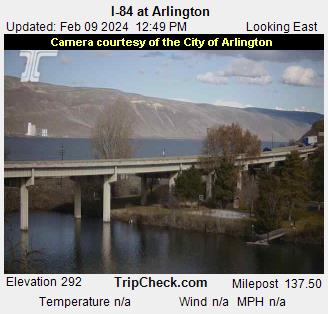 I-84 at Arlington
Updated: Feb 09 2024 12:49 PM Looking East
Camera courtesy of the City of Arlington
Elevation 292 TripCheck.com Milepost 137.50
Temperature n/a Wind n/a MPH n/a